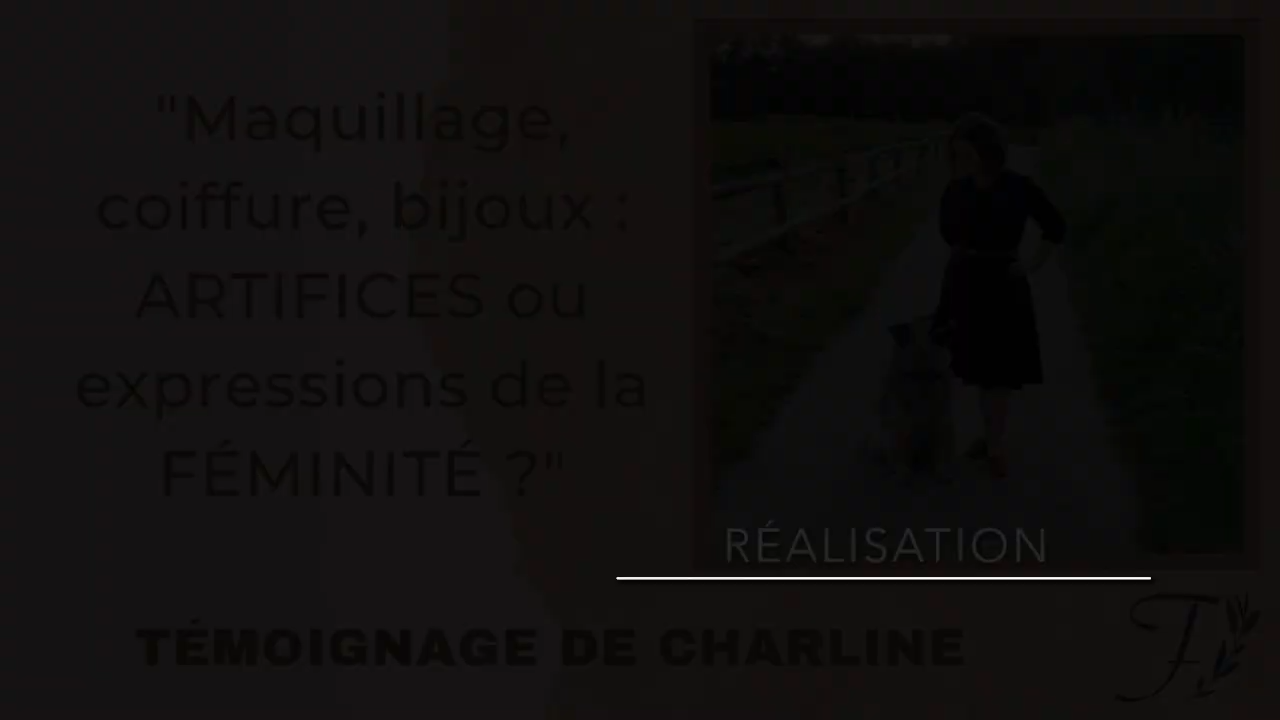 "Maquillage,
coiffure, bijoux :
ARTIFICES ou
expressions de la
FÉMINITÉ ?"
RÉALISATION
TÉMOIGNAGE DE CHARLINE
F